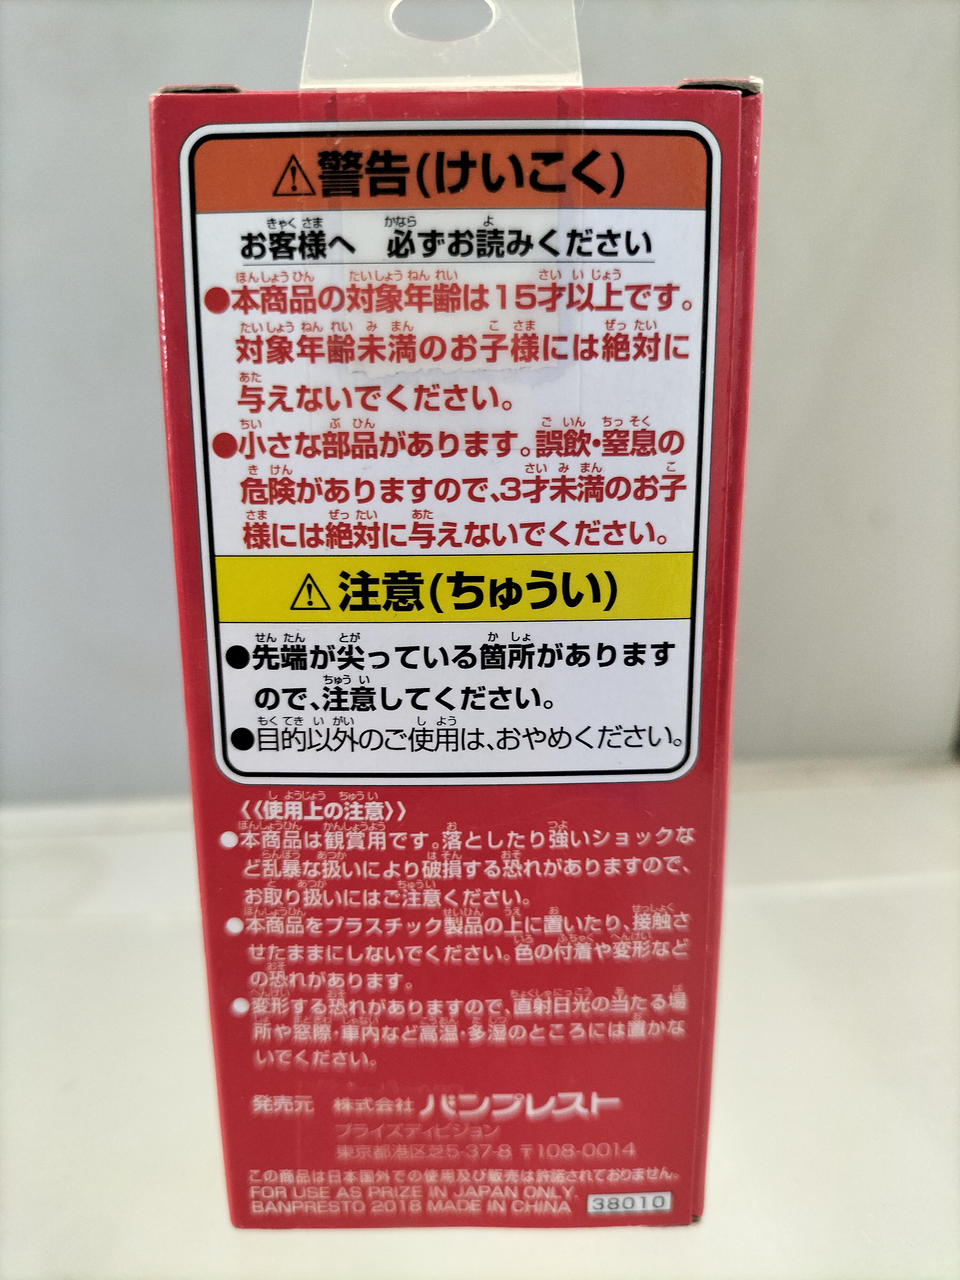 ⚠警告(けいこく)
お客様へ 必ずお読みください
●本商品の対象年齢は15才以上です。
対象年齢未満のお子様には絶対に
与えないでください。
●小さな部品があります。誤飲・窒息の
危険がありますので、3才未満のお子
様には絶対に与えないでください。
⚠注意(ちゅうい)
●先端が尖っている箇所があります
ので、注意してください。
●目的以外のご使用は、おやめください。
《使用上の注意》
●本商品は観賞用です。落としたり強いショックな
ど乱暴な扱いにより破損する恐れがありますので、
お取り扱いにはご注意ください。
●本商品をプラスチック製品の上に置いたり、接触さ
せたままにしないでください。色の付着や変形など
の恐れがあります。
●変形する恐れがありますので、直射日光の当たる場
所や窓際・車内など高温・多湿のところには置かな
いでください。
発売元 株式会社 バンプレスト
プライズディビジョン
東京都港区芝5-37-8 〒108-0014
この商品は日本国外での使用及び販売は許諾されておりません。
FOR USE AS PRIZE IN JAPAN ONLY.
BANPRESTO 2018 MADE IN CHINA 38010